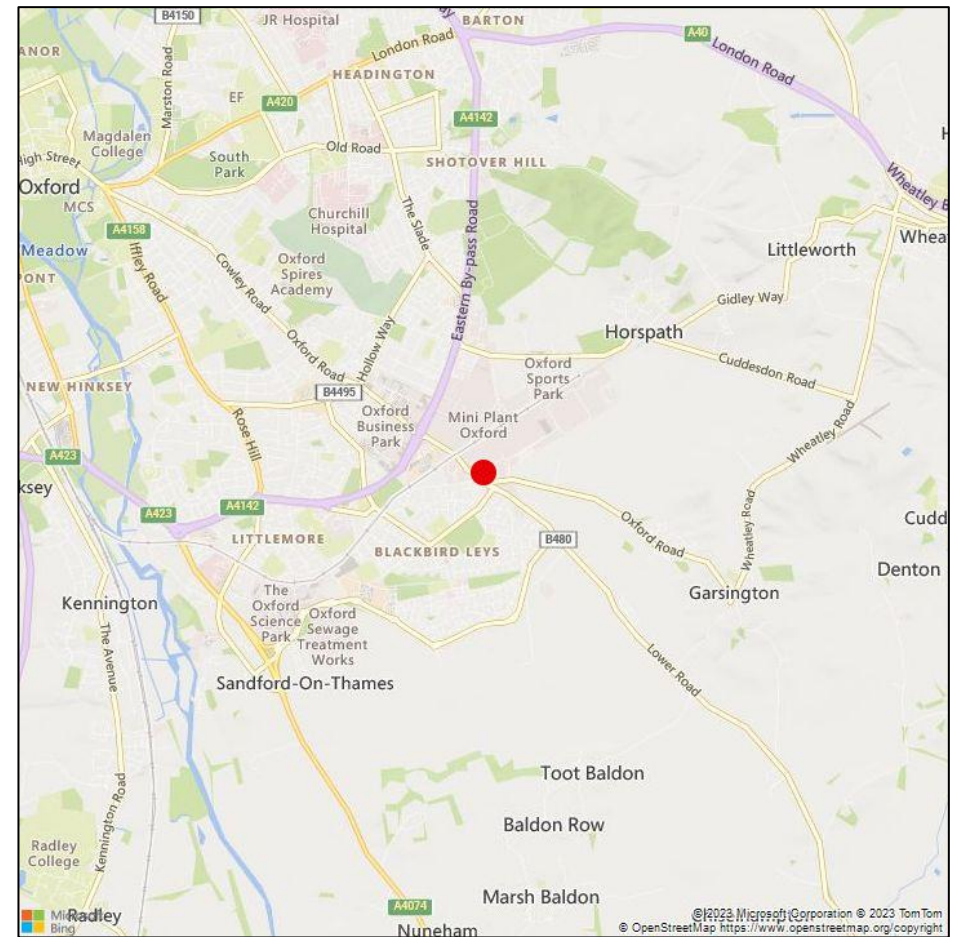 B4150
JR Hospital
BARTON
Marston Road
London Road
A40
London Road
HEADINGTON
EF
A420
Magdalen
College
South
Park
Old Road
A4142
SHOTOVER HILL
High Street
Oxford
MCS
Churchill
Hospital
The Slade
Wheatley
Littleworth
A4158
Meadow
Iffley Road
Cowley Road
Oxford
Spires
Academy
Eastern By-pass Road
Gidley Way
Horspath
Oxford Road
Hollow Way
Cuddesdon Road
Oxford
Sports
Park
NEW HINKSEY
B4495
Oxford
Business
Park
Mini Plant
Oxford
Rose Hill
Wheatley Road
A423
A4142
A423
LITTLEMORE
BLACKBIRD LEYS
B480
Oxford Road
Wheatley Road
Denton
Garsington
Kennington
The Avenue
The
Oxford
Science
Park
Oxford
Sewage
Treatment
Works
Sandford-On-Thames
Lower Road
Toot Baldon
Baldon Row
Kennington Road
Radley
College
Marsh Baldon
A4074
Radley
Microsoft
Bing
Nuneham
© 2023 Microsoft Corporation © 2023 TomTom
© OpenStreetMap https://www.openstreetmap.org/copyright